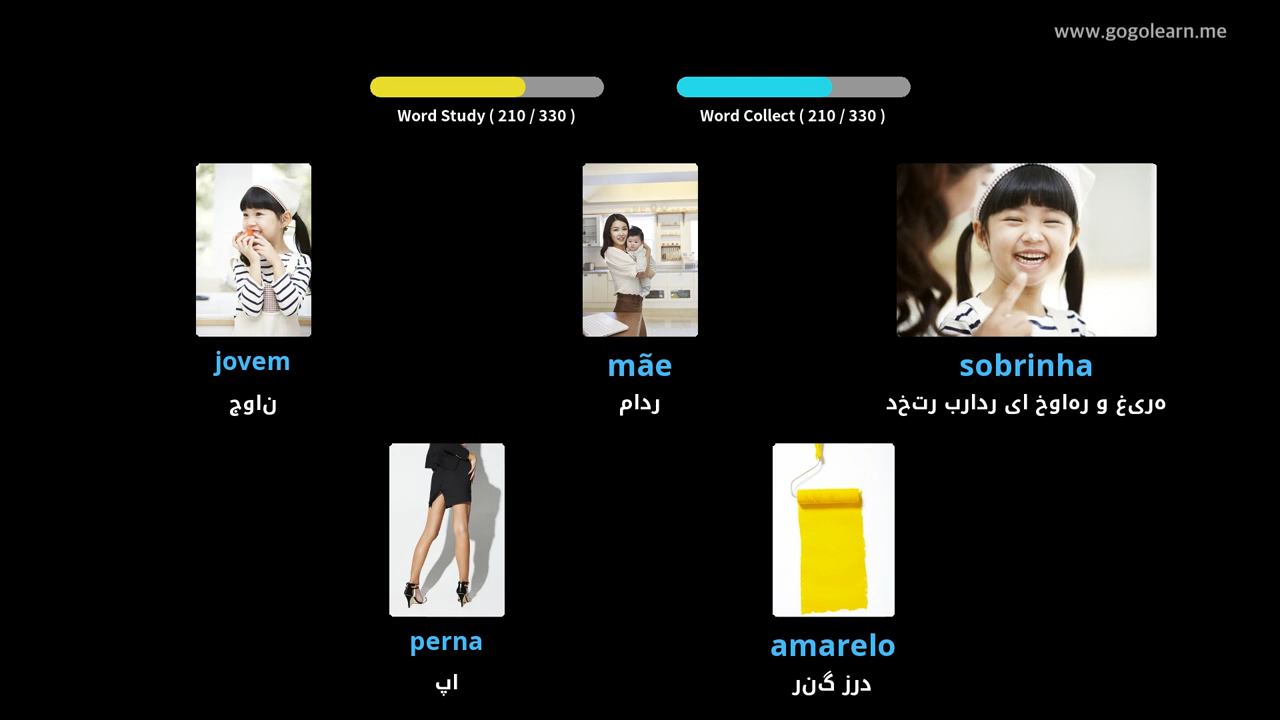 www.gogolearn.me
Word Study ( 210 / 330 )
Word Collect ( 210 / 330 )
jovem
ناوج
mãe
ردام
sobrinha
هریغ و رهاوخ ای ردارب رتخد
perna
اپ
amarelo
درز گنر